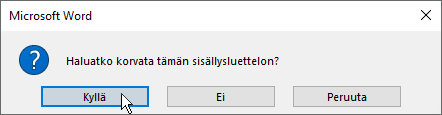 Microsoft Word
Haluatko korvata tämän sisällysluettelon?
Kyllä Ei Peruuta